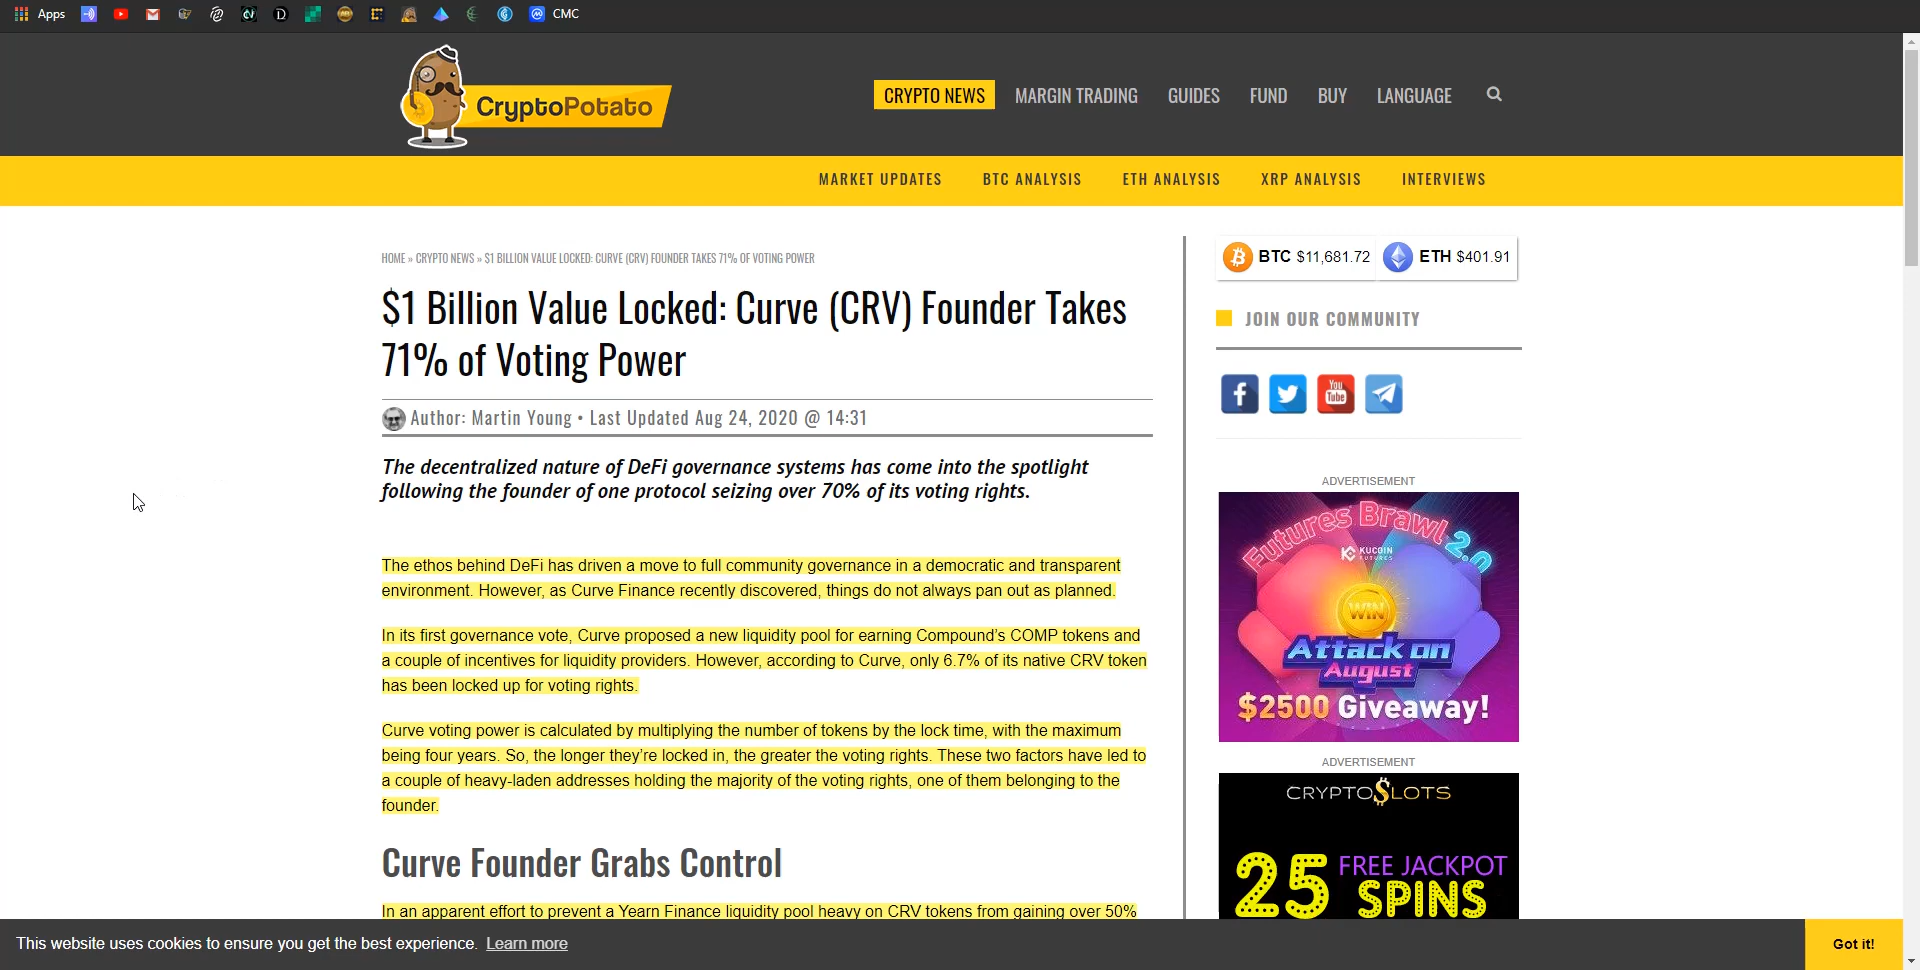 Apps
CMC
CryptoPotato
CRYPTO NEWS MARGIN TRADING GUIDES FUND BUY LANGUAGE
MARKET UPDATES BTC ANALYSIS ETH ANALYSIS XRP ANALYSIS INTERVIEWS
HOME » CRYPTO NEWS » $1 BILLION VALUE LOCKED: CURVE (CRV) FOUNDER TAKES 71% OF VOTING POWER
$1 Billion Value Locked: Curve (CRV) Founder Takes
71% of Voting Power
Author: Martin Young • Last Updated Aug 24, 2020 @ 14:31
The decentralized nature of DeFi governance systems has come into the spotlight
following the founder of one protocol seizing over 70% of its voting rights.
The ethos behind DeFi has driven a move to full community governance in a democratic and transparent
environment. However, as Curve Finance recently discovered, things do not always pan out as planned.
In its first governance vote, Curve proposed a new liquidity pool for earning Compound’s COMP tokens and
a couple of incentives for liquidity providers. However, according to Curve, only 6.7% of its native CRV token
has been locked up for voting rights.
Curve voting power is calculated by multiplying the number of tokens by the lock time, with the maximum
being four years. So, the longer they’re locked in, the greater the voting rights. These two factors have led to
a couple of heavy-laden addresses holding the majority of the voting rights, one of them belonging to the
founder.
Curve Founder Grabs Control
In an apparent effort to prevent a Yearn Finance liquidity pool heavy on CRV tokens from gaining over 50%
BTC $11,681.72 ETH $401.91
JOIN OUR COMMUNITY
You
Tube
ADVERTISEMENT
Futures Brawl 2.0
KUCOIN
FUTURES
WIN
Attack on
August
$2500 Giveaway!
ADVERTISEMENT
CRYPTO$LOTS
25 FREE JACKPOT
SPINS
This website uses cookies to ensure you get the best experience. Learn more
Got it!